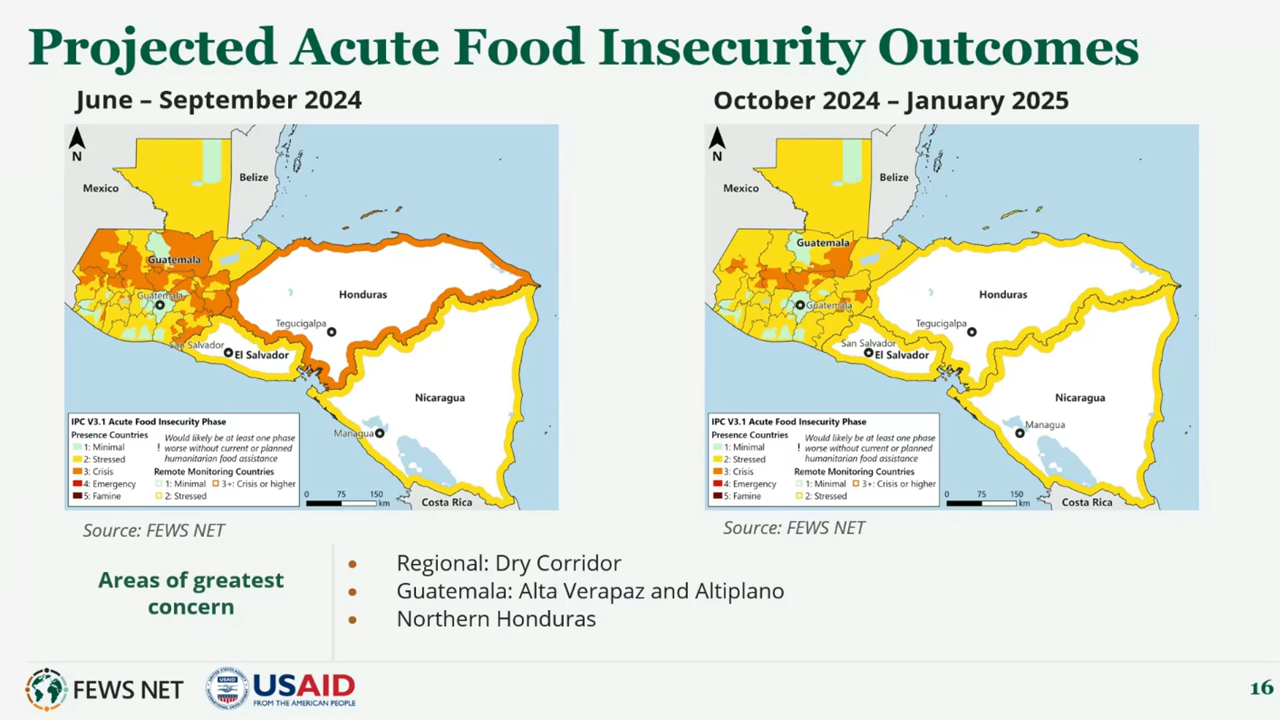 Projected Acute Food Insecurity Outcomes
June – September 2024
N
Mexico
Belize
Guatemala
Guatemala
Honduras
Tegucigalpa
San Salvador
El Salvador
Nicaragua
Managua
Costa Rica
IPC V3.1 Acute Food Insecurity Phase
Presence Countries
1: Minimal
2: Stressed
3: Crisis
4: Emergency
5: Famine
! Would likely be at least one phase
worse without current or planned
humanitarian food assistance
Remote Monitoring Countries
1: Minimal 3+: Crisis or higher
2: Stressed
0 75 150
km
Source: FEWS NET
October 2024 – January 2025
N
Mexico
Belize
Guatemala
Guatemala
Honduras
Tegucigalpa
San Salvador
El Salvador
Nicaragua
Managua
Costa Rica
IPC V3.1 Acute Food Insecurity Phase
Presence Countries
1: Minimal
2: Stressed
3: Crisis
4: Emergency
5: Famine
! Would likely be at least one phase
worse without current or planned
humanitarian food assistance
Remote Monitoring Countries
1: Minimal 3+: Crisis or higher
2: Stressed
0 75 150
km
Source: FEWS NET
Areas of greatest
concern
• Regional: Dry Corridor
• Guatemala: Alta Verapaz and Altiplano
• Northern Honduras
FEWS NET
USAID
USAID
FROM THE AMERICAN PEOPLE
16